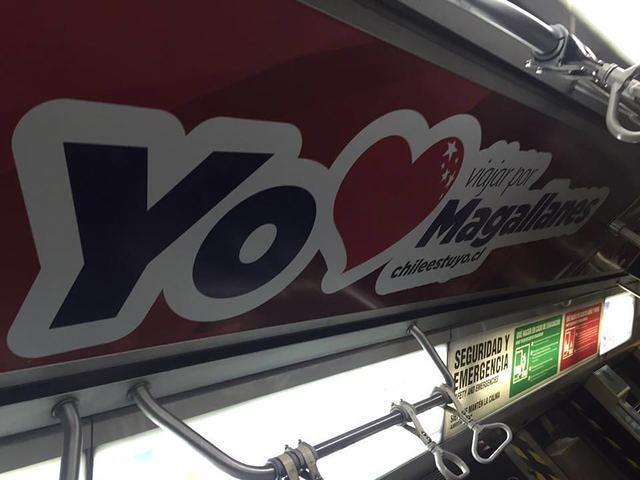 Yo
viajar por
Magallanes
chileestuyo.cl
SEGURIDAD Y
EMERGENCIA